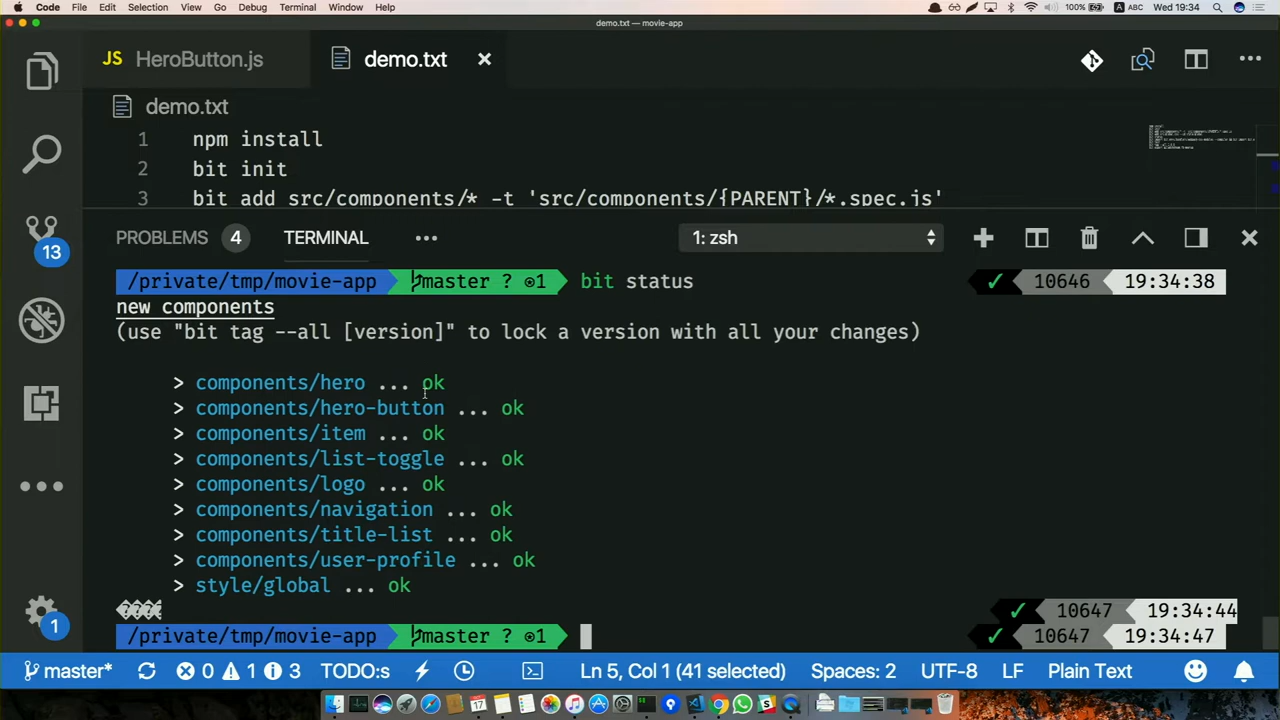 Code File Edit Selection View Go Debug Terminal Window Help 100% ABC Wed 19:34
demo.txt — movie-app
JS HeroButton.js demo.txt
demo.txt
1 npm install
2 bit init
3 bit add src/components/* -t 'src/components/{PARENT}/*.spec.js'
13
PROBLEMS 4 TERMINAL ••• 1: zsh
/private/tmp/movie-app master ? ⊙1 bit status ✓ 10646 19:34:38
new components
(use "bit tag --all [version]" to lock a version with all your changes)
> components/hero ... ok
> components/hero-button ... ok
> components/item ... ok
> components/list-toggle ... ok
> components/logo ... ok
> components/navigation ... ok
> components/title-list ... ok
> components/user-profile ... ok
> style/global ... ok
✓ 10647 19:34:44
/private/tmp/movie-app master ? ⊙1 ✓ 10647 19:34:47
1
master* 0 1 3 TODO:s Ln 5, Col 1 (41 selected) Spaces: 2 UTF-8 LF Plain Text
17